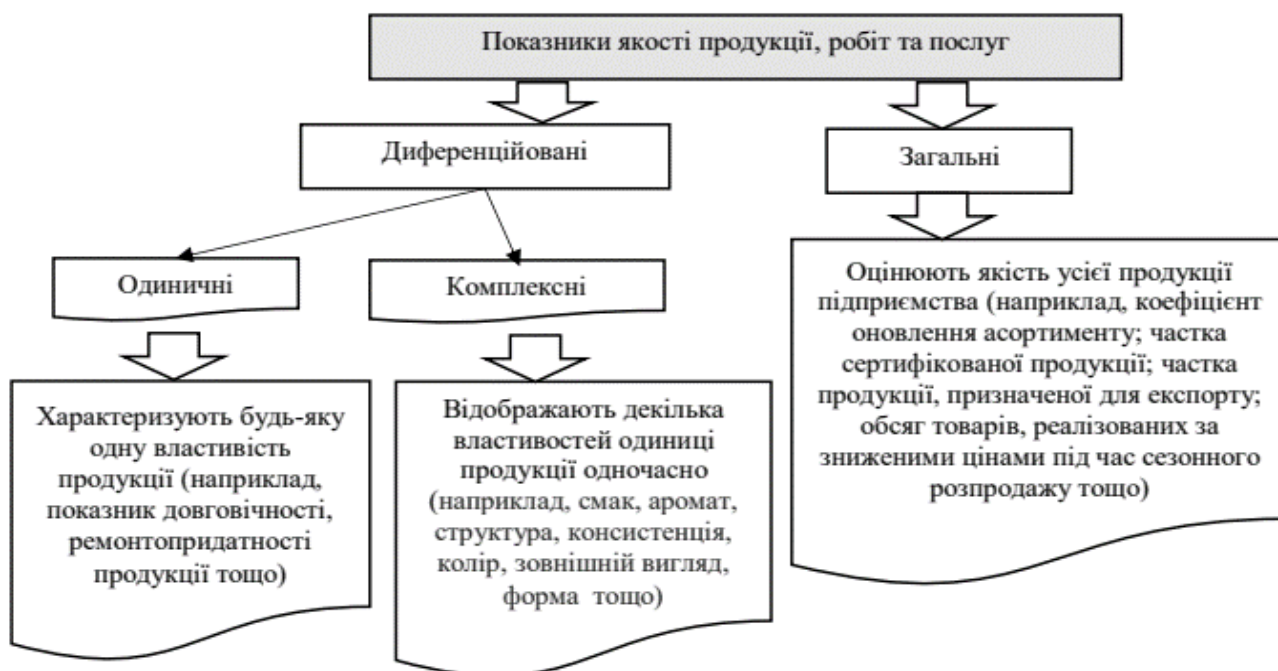 Показники якості продукції, робіт та послуг
Диференційовані
Загальні
Одиничні
Комплексні
Характеризують будь-яку
одну властивість
продукції (наприклад,
показник довговічності,
ремонтопридатності
продукції тощо)
Відображають декілька
властивостей одиниці
продукції одночасно
(наприклад, смак, аромат,
структура, консистенція,
колір, зовнішній вигляд,
форма тощо)
Оцінюють якість усієї продукції
підприємства (наприклад, коефіцієнт
оновлення асортименту; частка
сертифікованої продукції; частка
продукції, призначеної для експорту;
обсяг товарів, реалізованих за
зниженими цінами під час сезонного
розпродажу тощо)